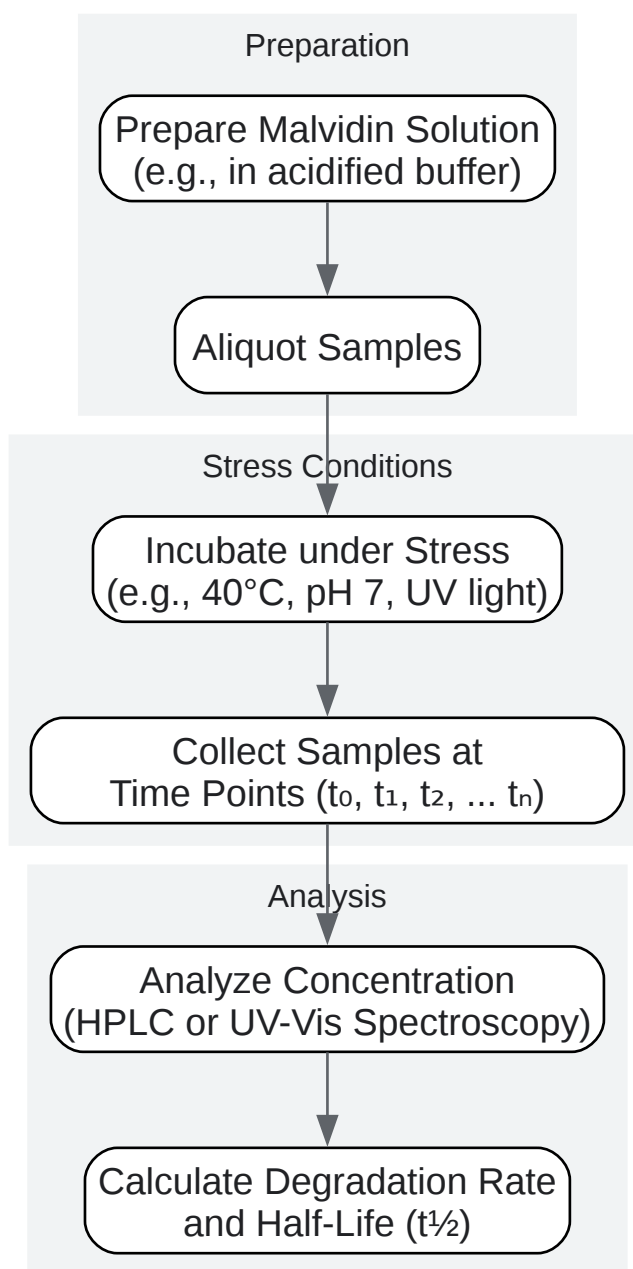 Preparation
Prepare Malvidin Solution
(e.g., in acidified buffer)
Aliquot Samples
Stress Conditions
Incubate under Stress
(e.g., 40°C, pH 7, UV light)
Collect Samples at
Time Points (t₀, t₁, t₂, ... tₙ)
Analysis
Analyze Concentration
(HPLC or UV-Vis Spectroscopy)
Calculate Degradation Rate
and Half-Life (t½)